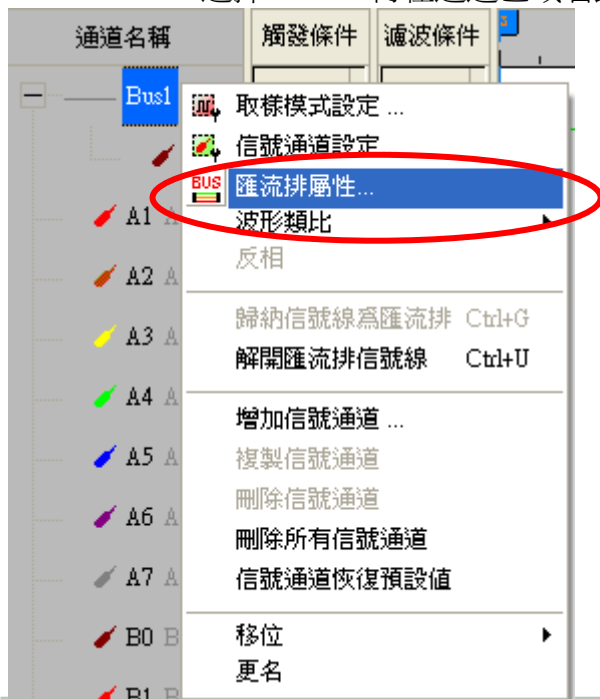 通道名稱 觸發條件 濾波條件
Bus1
取樣模式設定 ...
信號通道設定
BUS 匯流排屬性...
A1 A 波形類比
反相
A2 A
歸納信號線為匯流排 Ctrl+G
A3 A
解開匯流排信號線 Ctrl+U
A4 A
增加信號通道 ...
A5 A 複製信號通道
刪除信號通道
A6 A
刪除所有信號通道
A7 A 信號通道恢復預設值
B0 B 移位
更名
B1 B